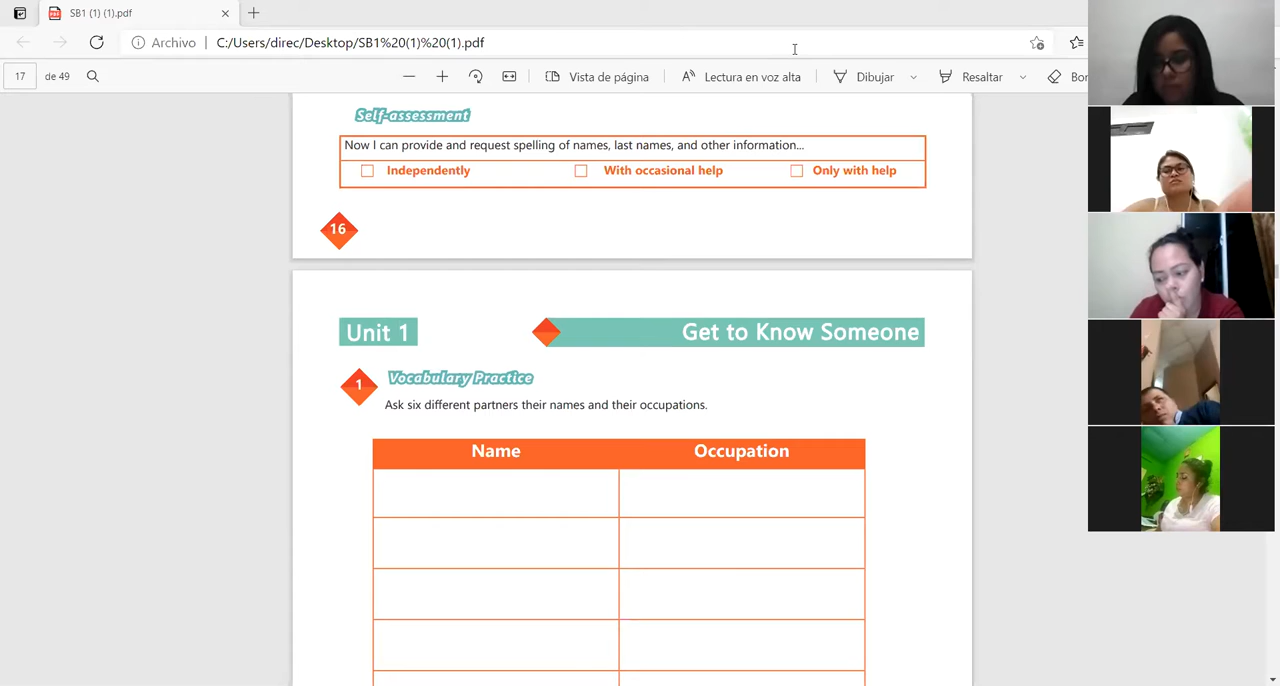 SB1 (1) (1).pdf
Archivo | C:/Users/direc/Desktop/SB1%20(1)%20(1).pdf
17 de 49
Vista de página
Lectura en voz alta
Dibujar
Resaltar
Bor
Self-assessment
Now I can provide and request spelling of names, last names, and other information...
Independently
With occasional help
Only with help
16
Unit 1
Get to Know Someone
1
Vocabulary Practice
Ask six different partners their names and their occupations.
Name
Occupation